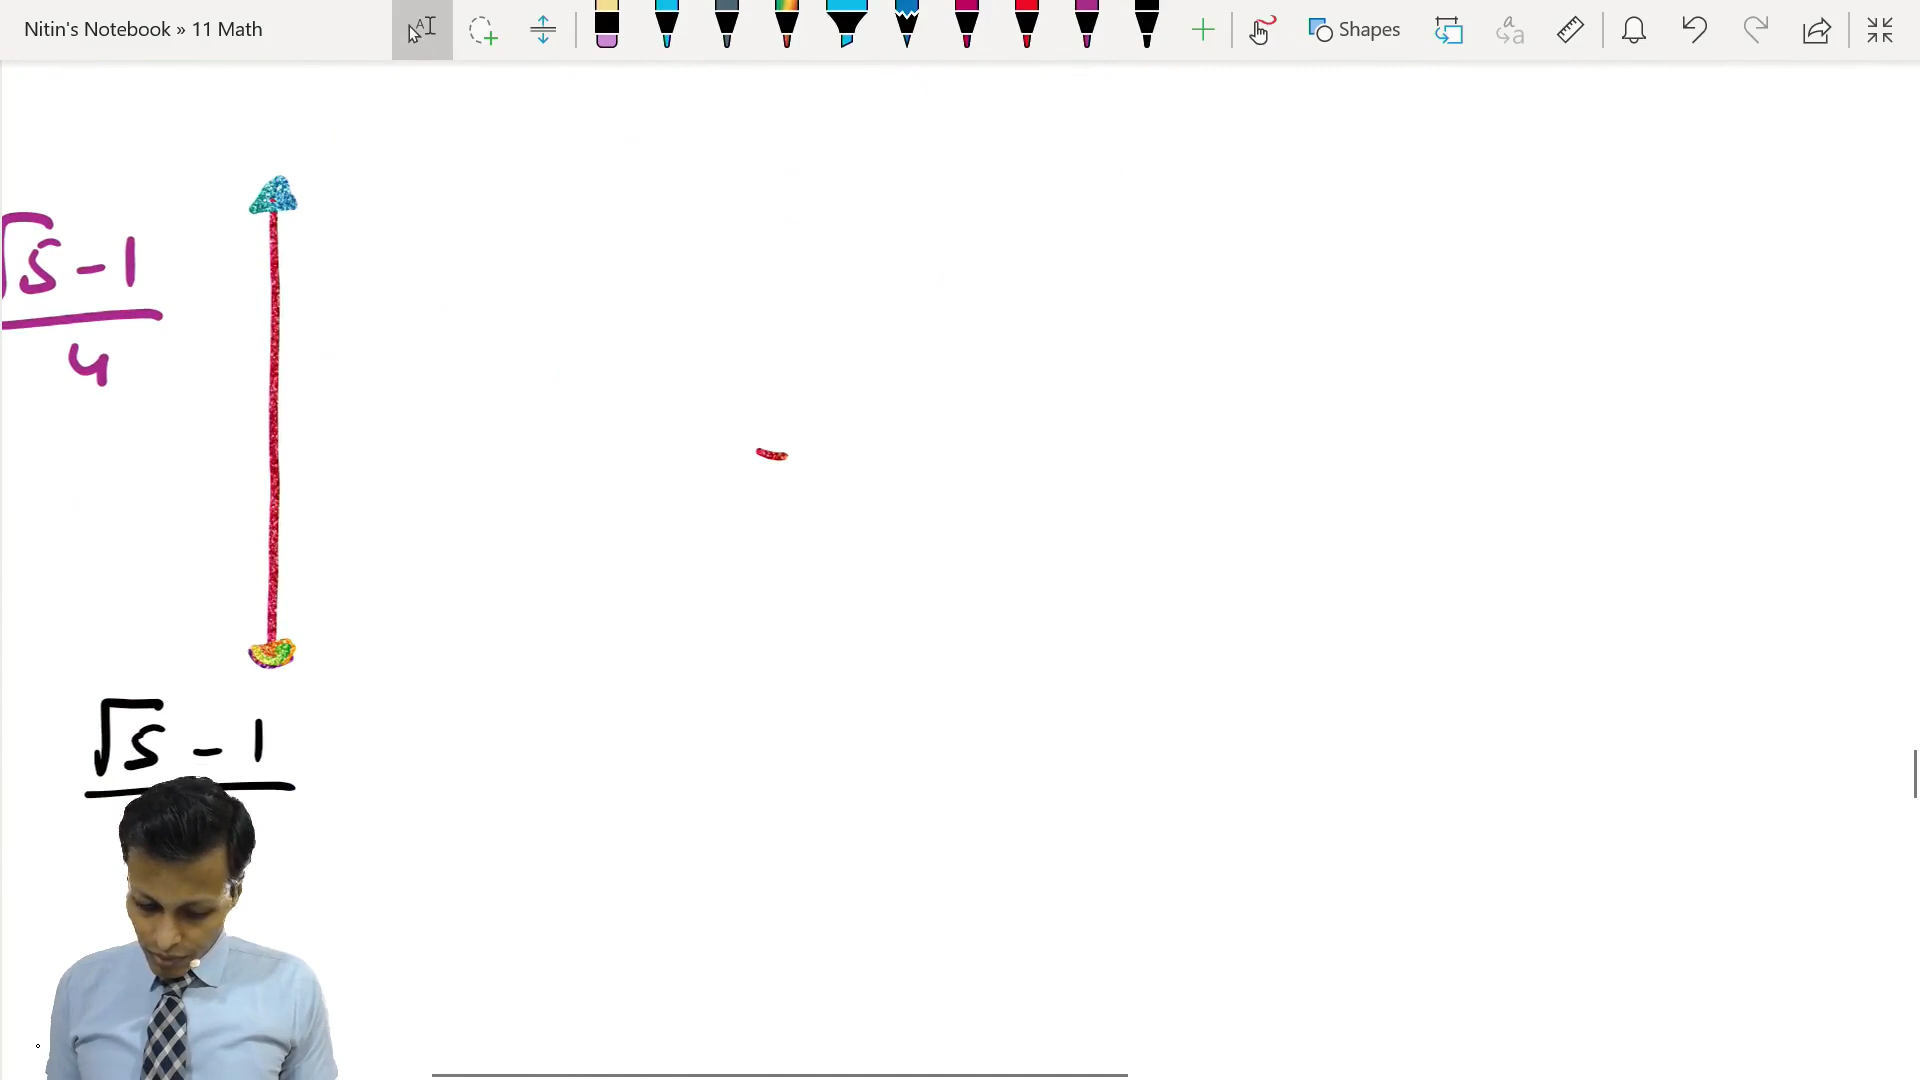 Nitin's Notebook » 11 Math
Shapes
√5 - 1
4
√5 - 1